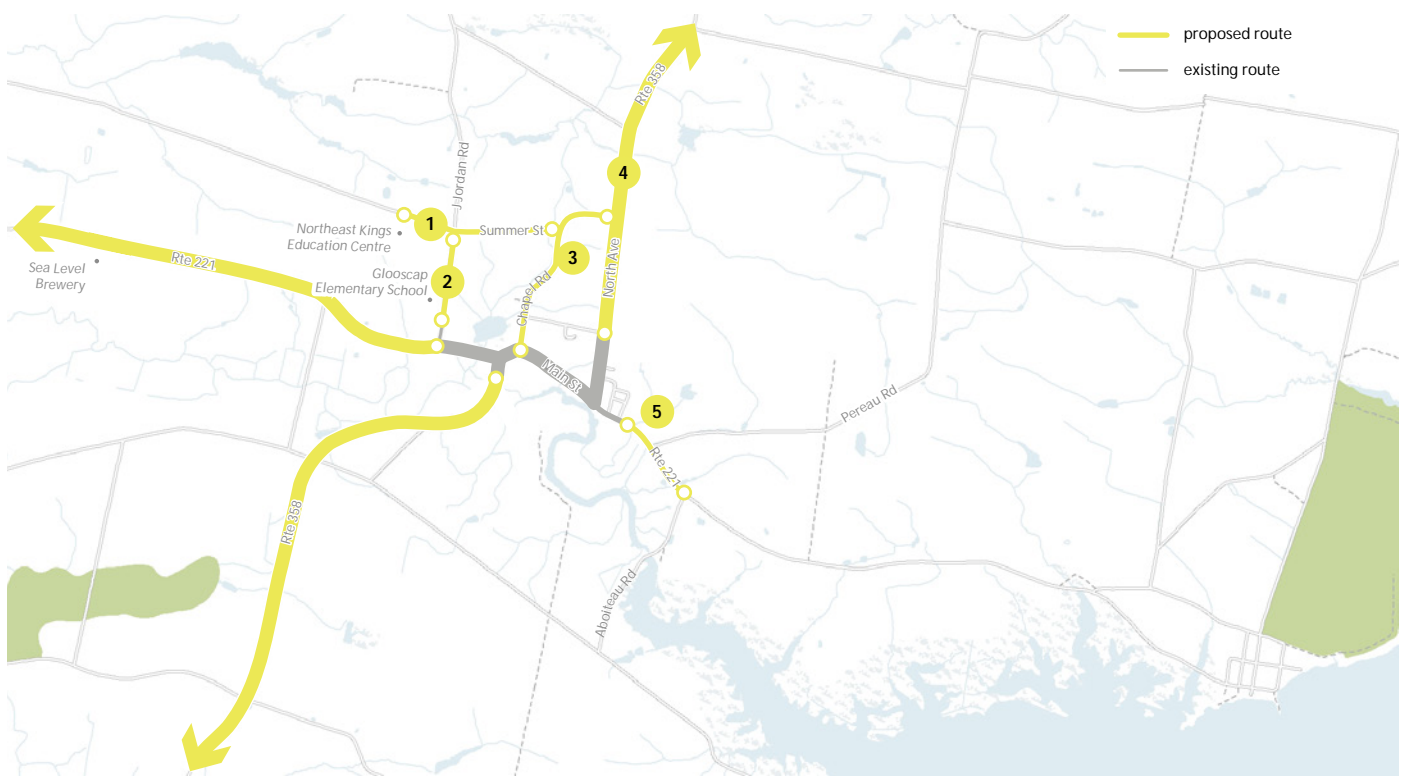 proposed route
existing route
Rte 358
4
J Jordan Rd
1
Northeast Kings
Education Centre
Summer St
3
Rte 221
Sea Level
Brewery
Glooscap
Elementary School
2
North Ave
Chapel Rd
Main St
5
Pereau Rd
Rte 221
Rte 358
Aboiteau Rd